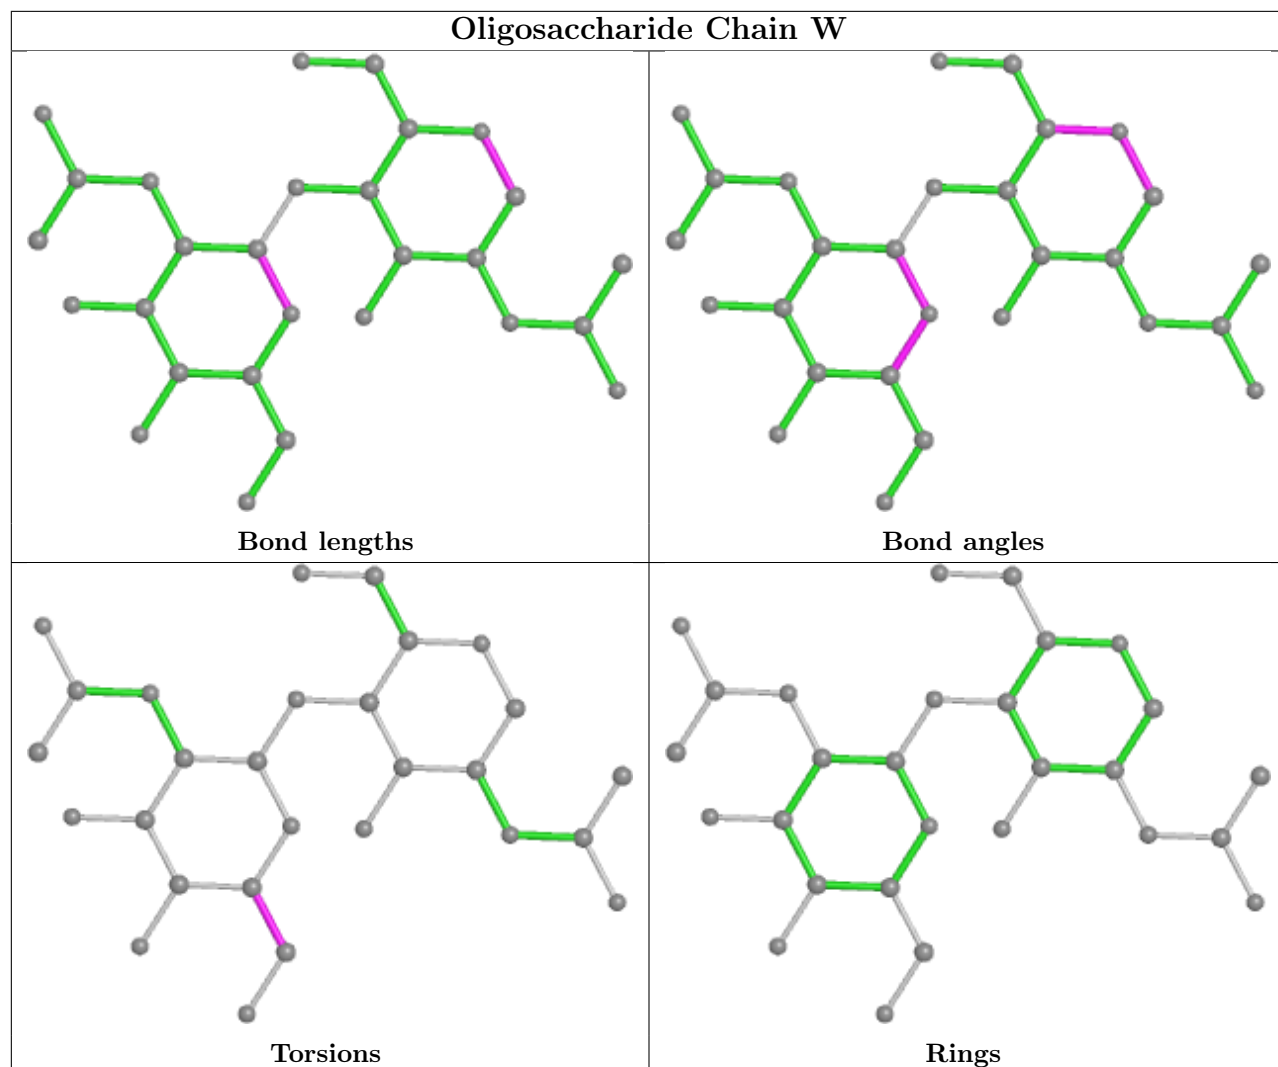 Oligosaccharide Chain W
Bond lengths
Bond angles
Torsions
Rings